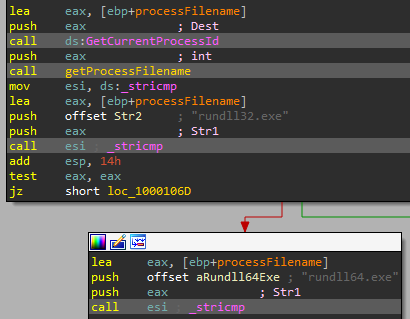 lea eax, [ebp+processFilename]
push eax ; Dest
call ds:GetCurrentProcessId
push eax ; int
call getProcessFilename
mov esi, ds:_stricmp
lea eax, [ebp+processFilename]
push offset Str2 ; "rundll32.exe"
push eax ; Str1
call esi ; _stricmp
add esp, 14h
test eax, eax
jz short loc_1000106D
lea eax, [ebp+processFilename]
push offset aRundll64Exe ; "rundll64.exe"
push eax ; Str1
call esi ; _stricmp